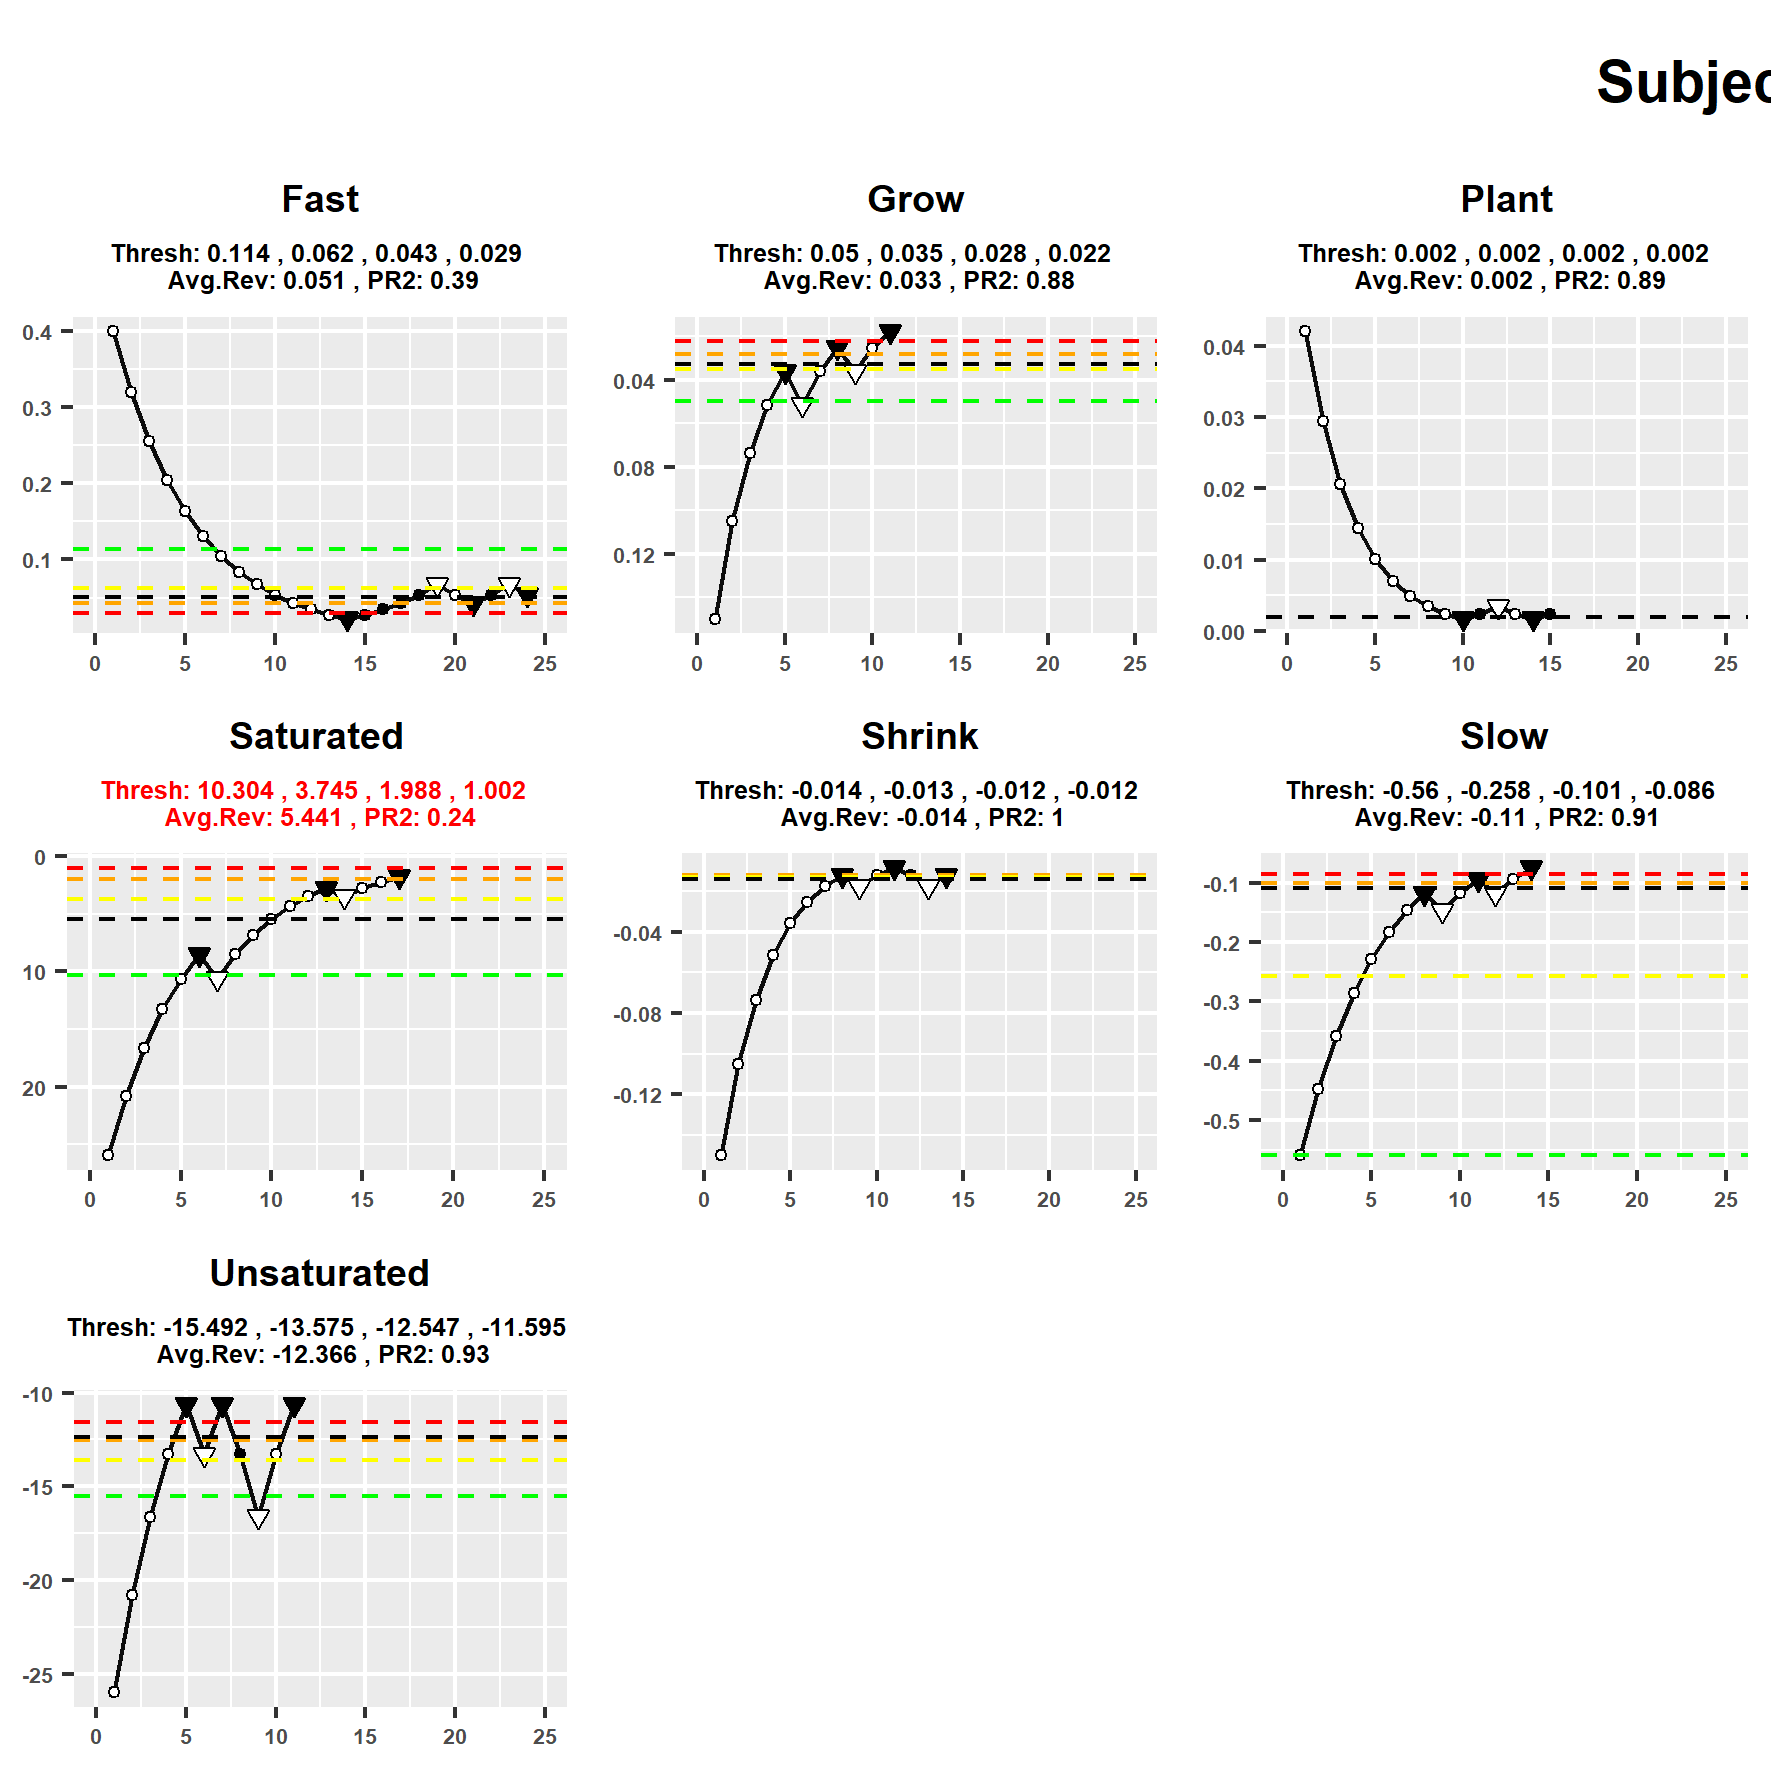 Subjec
Fast
Thresh: 0.114 , 0.062 , 0.043 , 0.029
Avg.Rev: 0.051 , PR2: 0.39
0.4
0.3
0.2
0.1
0 5 10 15 20 25
Grow
Thresh: 0.05 , 0.035 , 0.028 , 0.022
Avg.Rev: 0.033 , PR2: 0.88
0.04
0.08
0.12
0 5 10 15 20 25
Plant
Thresh: 0.002 , 0.002 , 0.002 , 0.002
Avg.Rev: 0.002 , PR2: 0.89
0.04
0.03
0.02
0.01
0.00
0 5 10 15 20 25
Saturated
Thresh: 10.304 , 3.745 , 1.988 , 1.002
Avg.Rev: 5.441 , PR2: 0.24
0
10
20
0 5 10 15 20 25
Shrink
Thresh: -0.014 , -0.013 , -0.012 , -0.012
Avg.Rev: -0.014 , PR2: 1
-0.04
-0.08
-0.12
0 5 10 15 20 25
Slow
Thresh: -0.56 , -0.258 , -0.101 , -0.086
Avg.Rev: -0.11 , PR2: 0.91
-0.1
-0.2
-0.3
-0.4
-0.5
0 5 10 15 20 25
Unsaturated
Thresh: -15.492 , -13.575 , -12.547 , -11.595
Avg.Rev: -12.366 , PR2: 0.93
-10
-15
-20
-25
0 5 10 15 20 25